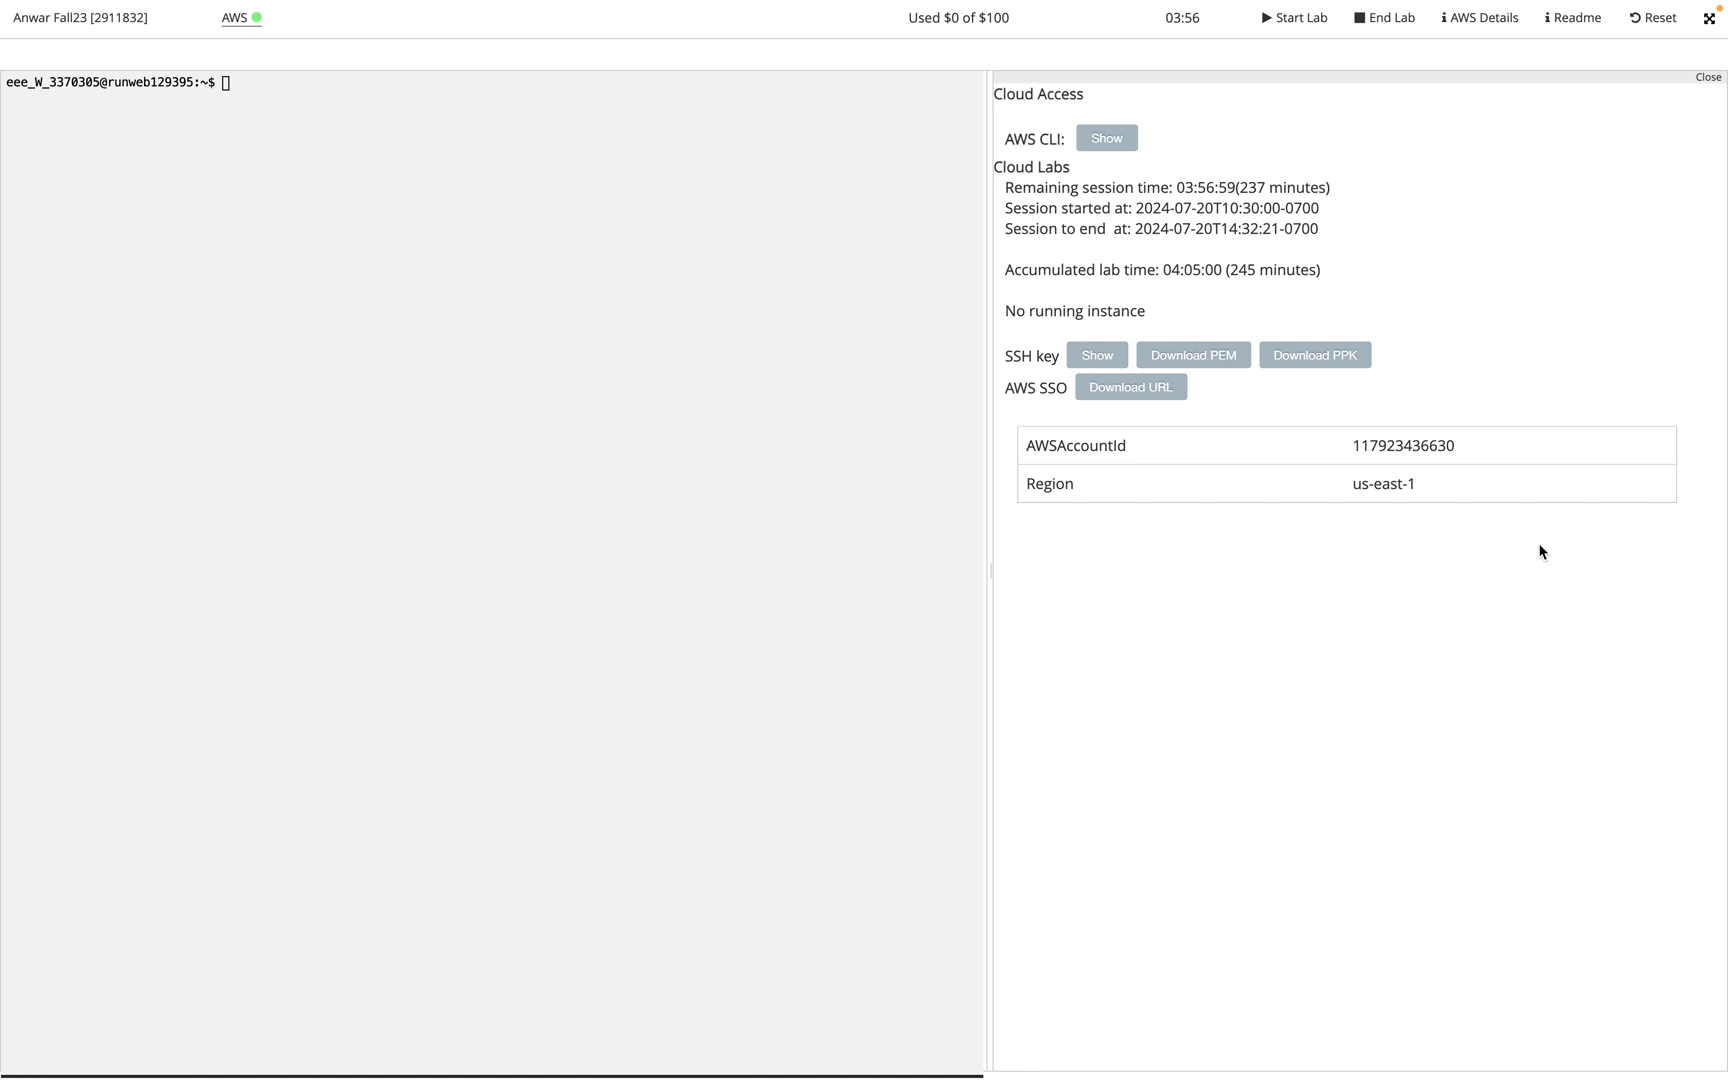 Anwar Fall23 [2911832] AWS Used $0 of $100 03:56 Start Lab End Lab AWS Details Readme Reset
eee_W_3370305@runweb129395:~$
Close
Cloud Access
AWS CLI: Show
Cloud Labs
Remaining session time: 03:56:59(237 minutes)
Session started at: 2024-07-20T10:30:00-0700
Session to end at: 2024-07-20T14:32:21-0700
Accumulated lab time: 04:05:00 (245 minutes)
No running instance
SSH key Show Download PEM Download PPK
AWS SSO Download URL
AWSAccountId 117923436630
Region us-east-1